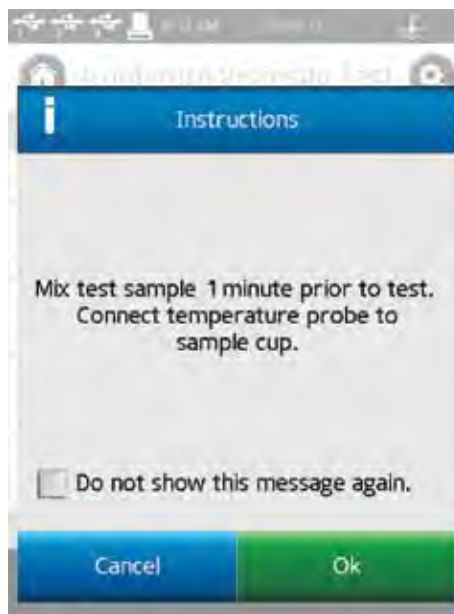 Instructions
Mix test sample 1 minute prior to test.
Connect temperature probe to
sample cup.
Do not show this message again.
Cancel
Ok